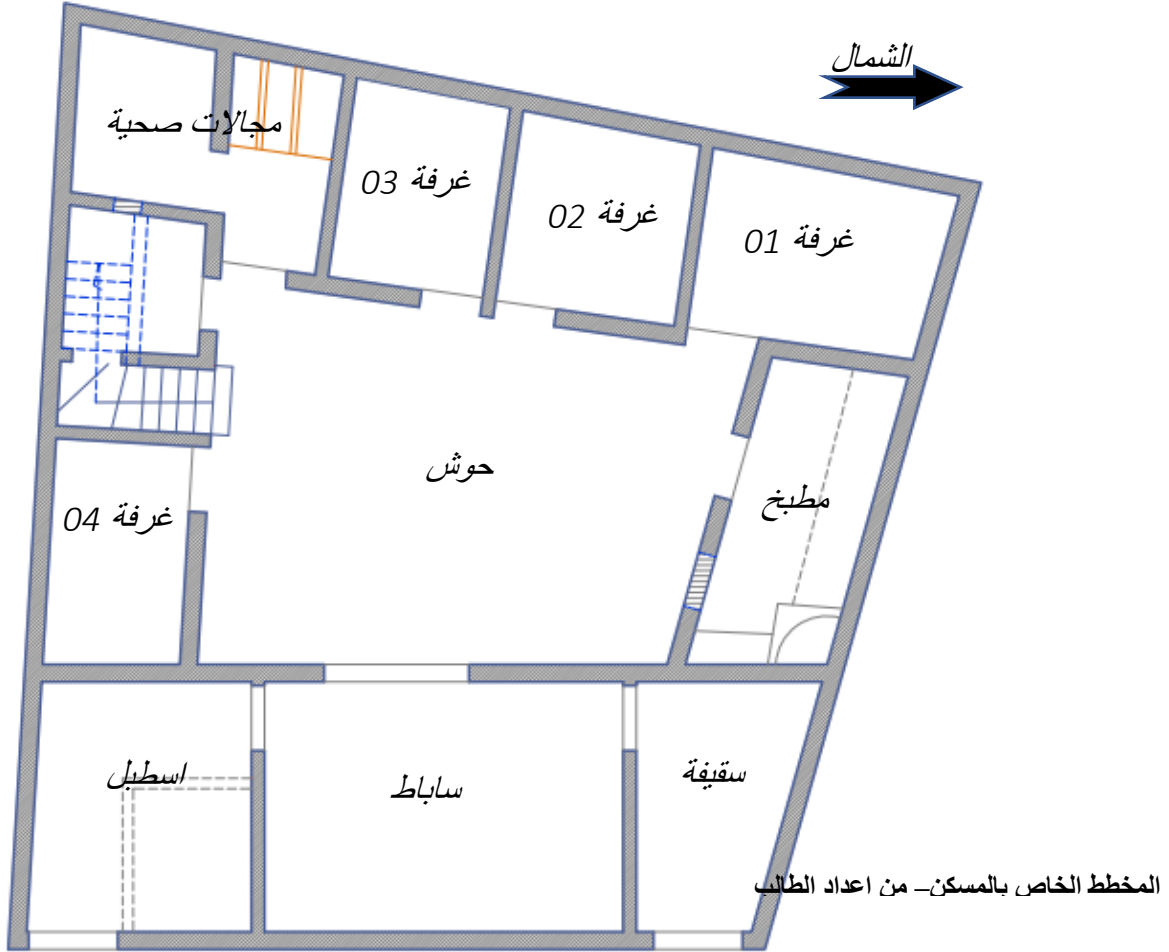 الشمال
مجالات صحية
غرفة 03
غرفة 02
غرفة 01
حوش
مطبخ
غرفة 04
اسطبل
ساباط
سقيفة
المخطط الخاص بالمسكن– من اعداد الطالب